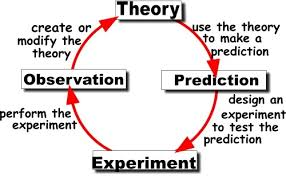 Theory
use the theory
to make a
prediction
Prediction
design an
experiment
to test the
prediction
Experiment
perform the
experiment
Observation
create or
modify the
theory